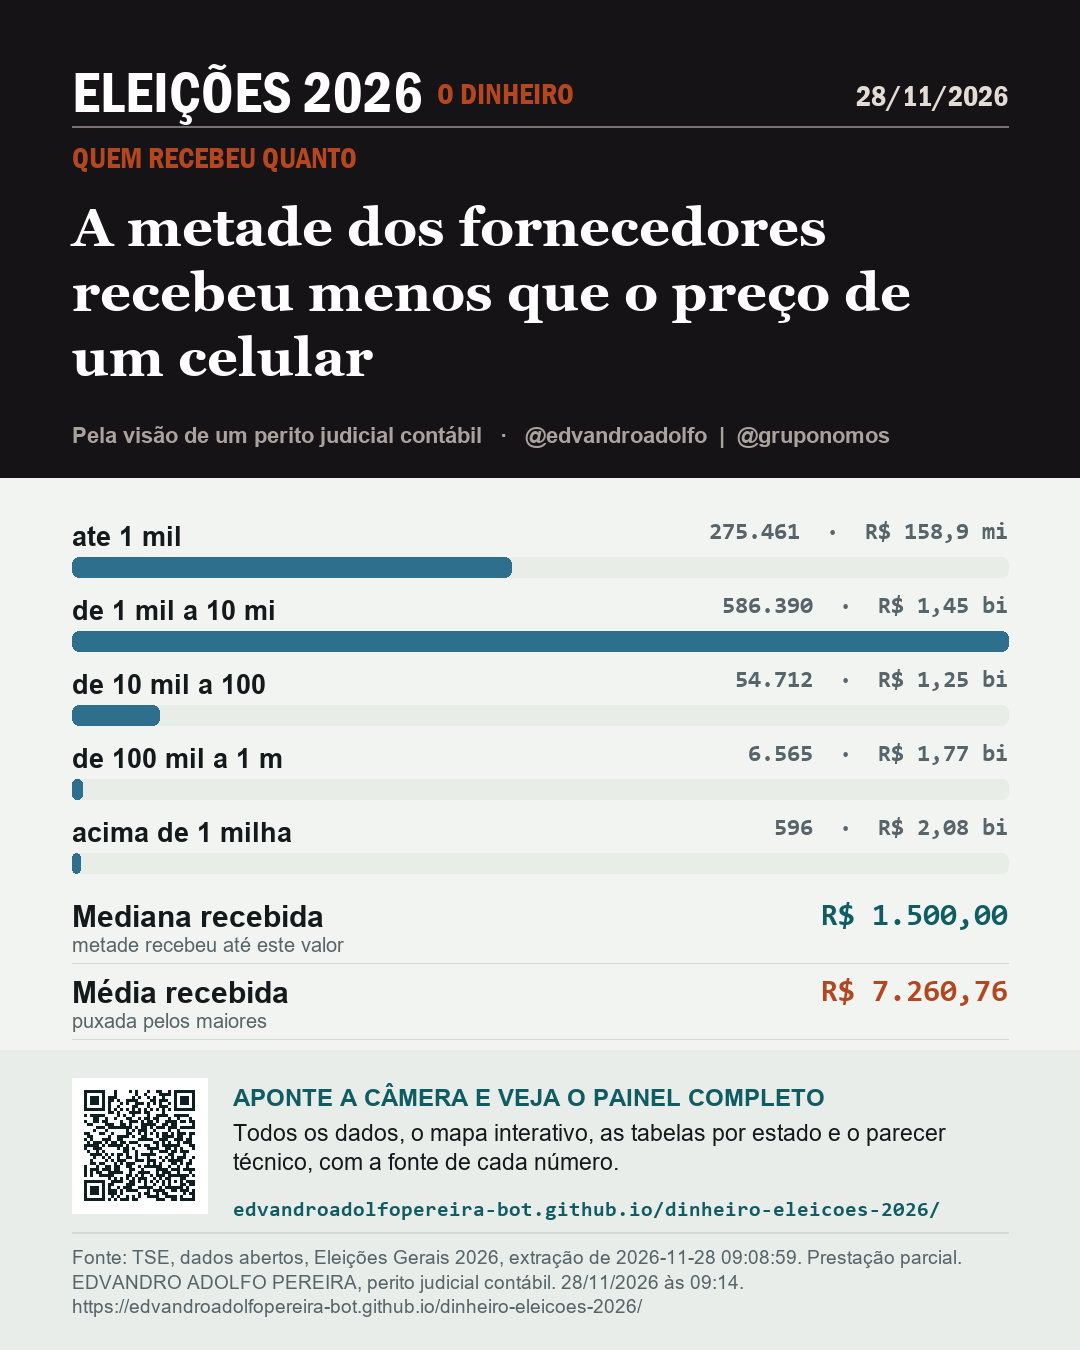 ELEIÇÕES 2026 O DINHEIRO 28/11/2026
QUEM RECEBEU QUANTO
A metade dos fornecedores
recebeu menos que o preço de
um celular
Pela visão de um perito judicial contábil · @edvandroadolfo | @gruponomos
ate 1 mil 275.461 · R$ 158,9 mi
de 1 mil a 10 mi 586.390 · R$ 1,45 bi
de 10 mil a 100 54.712 · R$ 1,25 bi
de 100 mil a 1 m 6.565 · R$ 1,77 bi
acima de 1 milha 596 · R$ 2,08 bi
Mediana recebida R$ 1.500,00
metade recebeu até este valor
Média recebida R$ 7.260,76
puxada pelos maiores
APONTE A CÂMERA E VEJA O PAINEL COMPLETO
Todos os dados, o mapa interativo, as tabelas por estado e o parecer
técnico, com a fonte de cada número.
edvandroadolfopereira-bot.github.io/dinheiro-eleicoes-2026/
Fonte: TSE, dados abertos, Eleições Gerais 2026, extração de 2026-11-28 09:08:59. Prestação parcial.
EDVANDRO ADOLFO PEREIRA, perito judicial contábil. 28/11/2026 às 09:14.
https://edvandroadolfopereira-bot.github.io/dinheiro-eleicoes-2026/